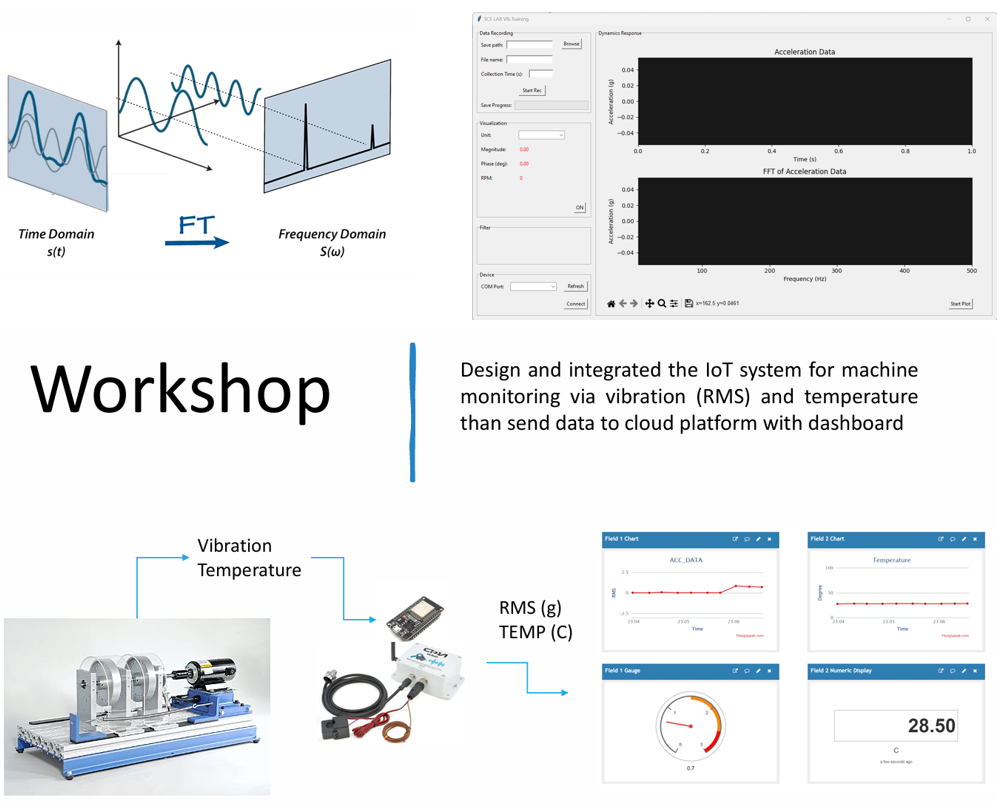 FT
Time Domain
s(t)
Frequency Domain
S(ω)
SCE LAB Vib.Training
Data Recording
Save path:
Browse
File name:
Collection Time (s):
Start Rec
Save Progress:
Visualization
Unit:
Magnitude: 0.00
Phase (deg): 0.00
RPM: 0
ON
Filter
Device
COM Port:
Refresh
Connect
Dynamics Response
Acceleration Data
Acceleration (g)
0.04
0.02
0.00
−0.02
−0.04
0.0 0.2 0.4 0.6 0.8 1.0
Time (s)
FFT of Acceleration Data
Acceleration (g)
0.04
0.02
0.00
−0.02
−0.04
100 200 300 400 500
Frequency (Hz)
x=162.5 y=0.0461
Start Plot
Workshop
Design and integrated the IoT system for machine
monitoring via vibration (RMS) and temperature
than send data to cloud platform with dashboard
Vibration
Temperature
RMS (g)
TEMP (C)
Field 1 Chart
ACC_DATA
RMS
2.5
0
-2.5
23:04 23:05 23:06
Time
ThingSpeak.com
Field 2 Chart
Temperature
Degree
100
50
0
23:04 23:05 23:06
Time
ThingSpeak.com
Field 1 Gauge
0 1 2 3
0.7
Field 2 Numeric Display
28.50
C
a few seconds ago